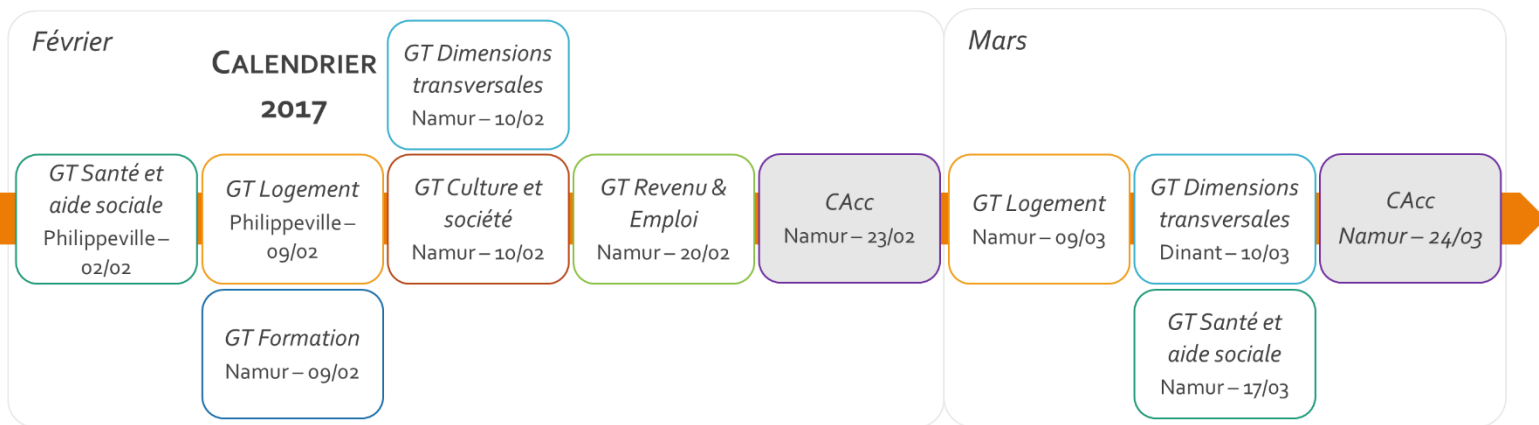 Février
CALENDRIER
2017
GT Dimensions
transversales
Namur – 10/02
GT Santé et
aide sociale
Philippeville –
02/02
GT Logement
Philippeville –
09/02
GT Formation
Namur – 09/02
GT Culture et
société
Namur – 10/02
GT Revenu &
Emploi
Namur – 20/02
CAcc
Namur – 23/02
Mars
GT Logement
Namur – 09/03
GT Dimensions
transversales
Dinant – 10/03
GT Santé et
aide sociale
Namur – 17/03
CAcc
Namur – 24/03